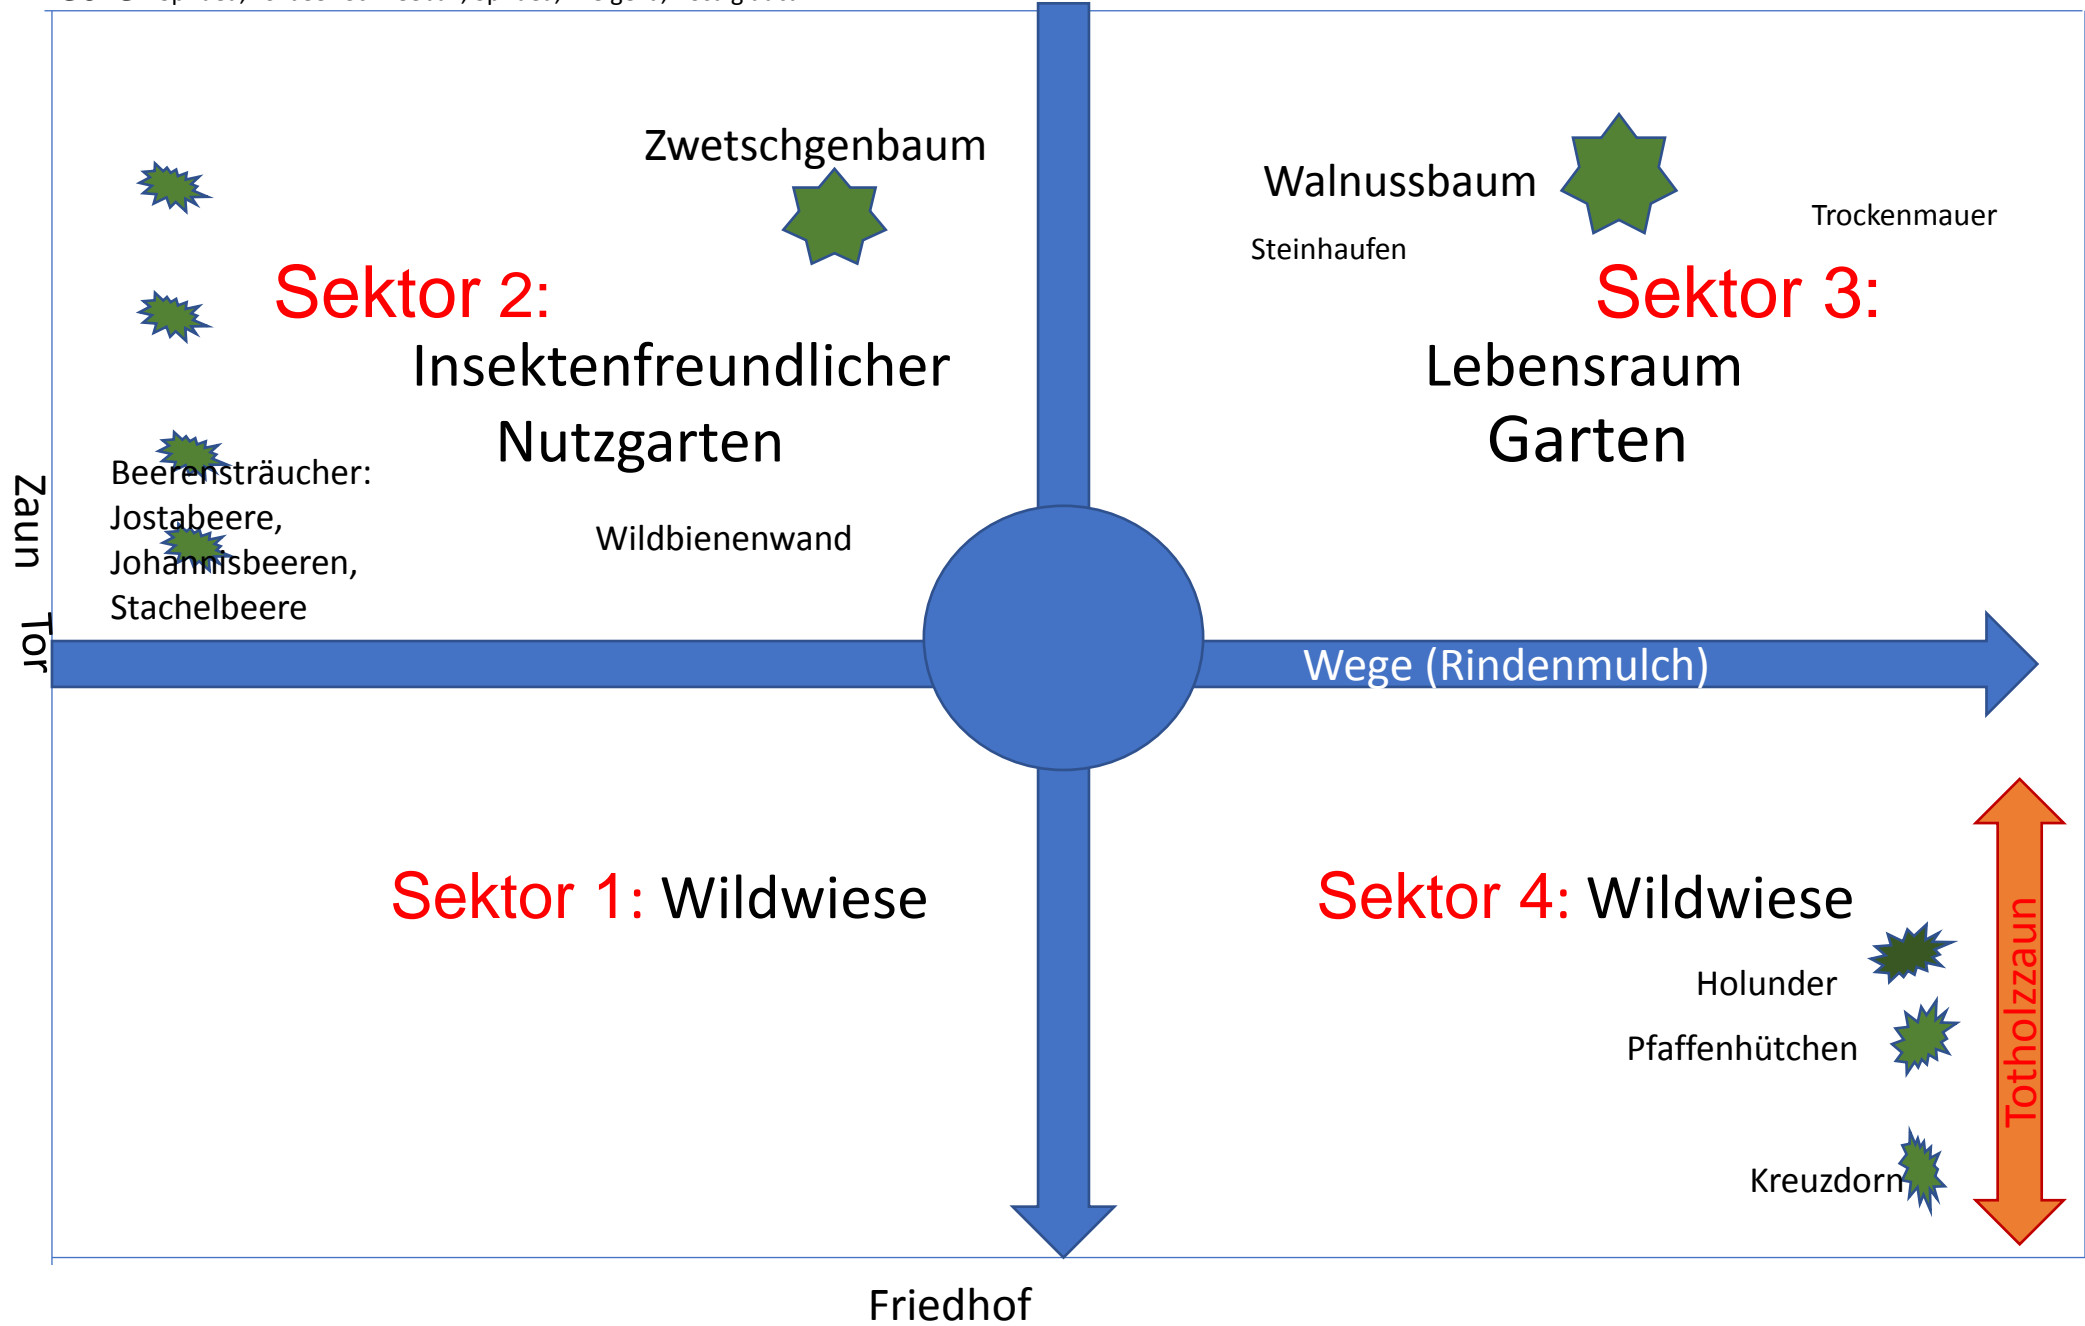 Zwetschgenbaum
Walnussbaum
Trockenmauer
Steinhaufen
Sektor 2:
Sektor 3:
Insektenfreundlicher
Nutzgarten
Lebensraum
Garten
Zaun
Beerensträucher:
Jostabeere,
Johannisbeeren,
Stachelbeere
Wildbienenwand
Tor
Wege (Rindenmulch)
Sektor 1: Wildwiese
Sektor 4: Wildwiese
Holunder
Pfaffenhütchen
Kreuzdorn
Totholzzaun
Friedhof